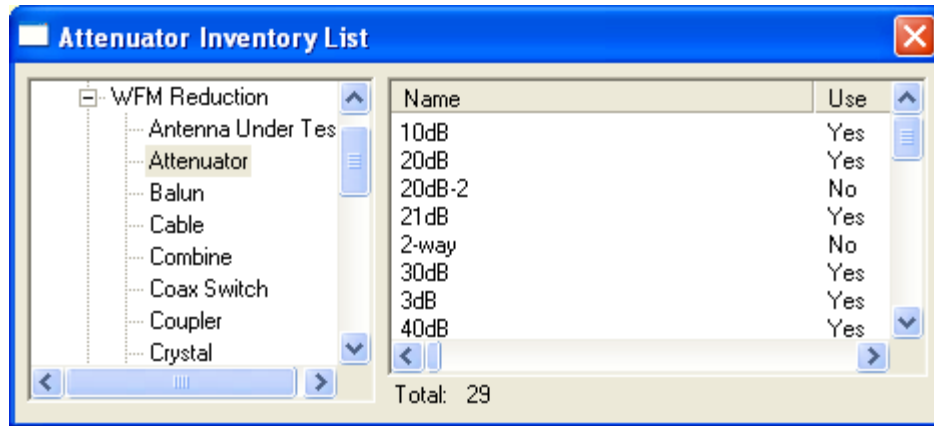 Attenuator Inventory List
WFM Reduction
Antenna Under Tes
Attenuator
Balun
Cable
Combine
Coax Switch
Coupler
Crystal
Name Use
10dB Yes
20dB Yes
20dB-2 No
21dB Yes
2-way No
30dB Yes
3dB Yes
40dB Yes
Total: 29